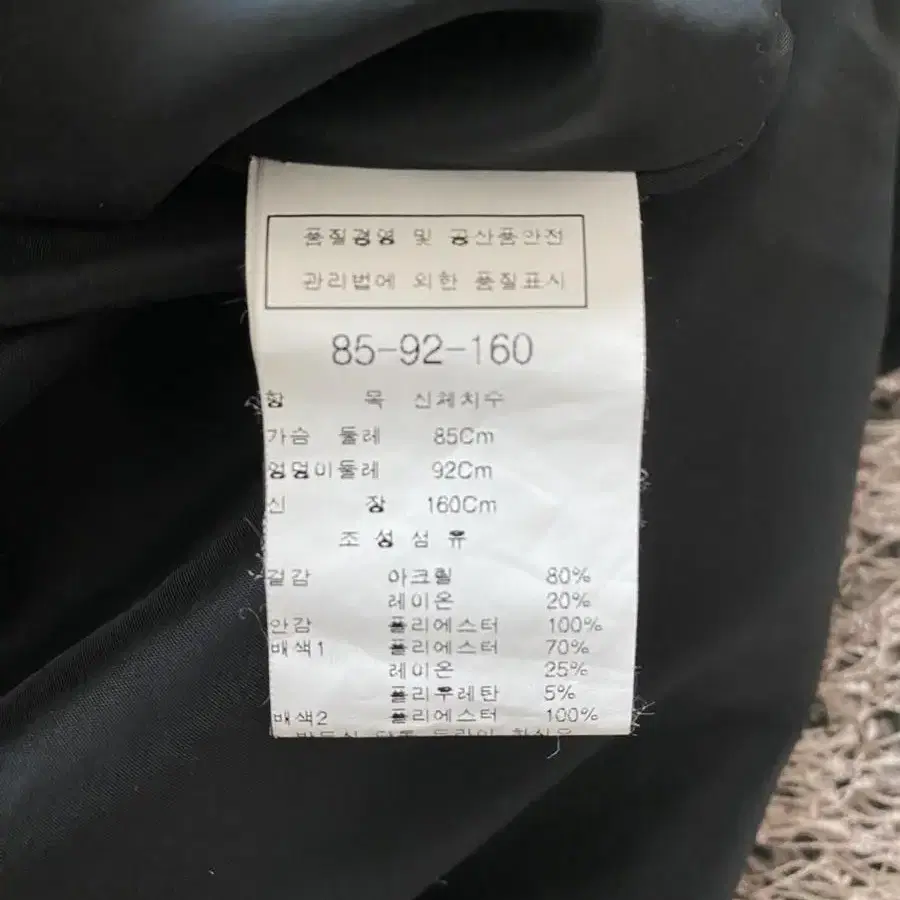 품질경영 및 공산품안전
관리법에 의한 품질표시
85-92-160
항 목 신체치수
가슴 둘레 85Cm
엉덩이둘레 92Cm
신 장 160Cm
조성섬유
겉감 아크릴 80%
레이온 20%
안감 폴리에스터 100%
배색1 폴리에스터 70%
레이온 25%
폴리우레탄 5%
배색2 폴리에스터 100%